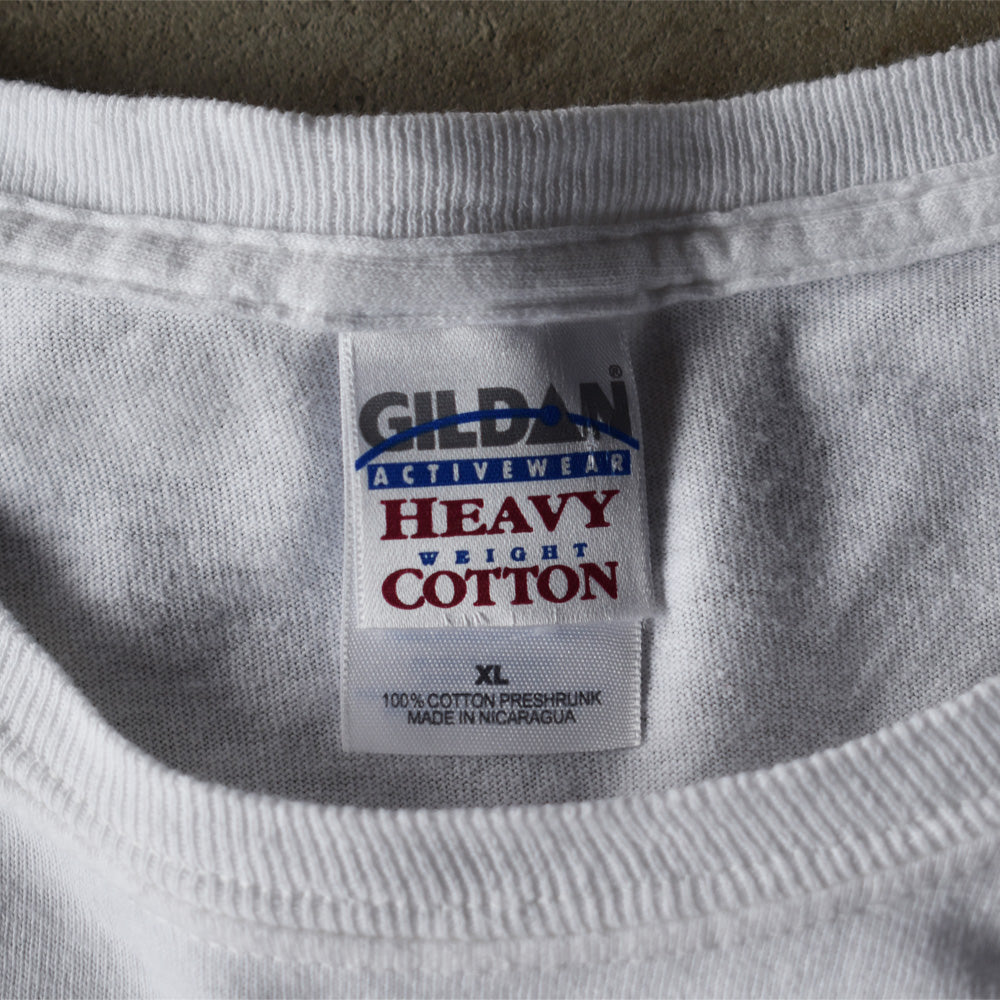 GILDAN®
ACTIVEWEAR
HEAVY
WEIGHT
COTTON
XL
100% COTTON PRESHRUNK
MADE IN NICARAGUA